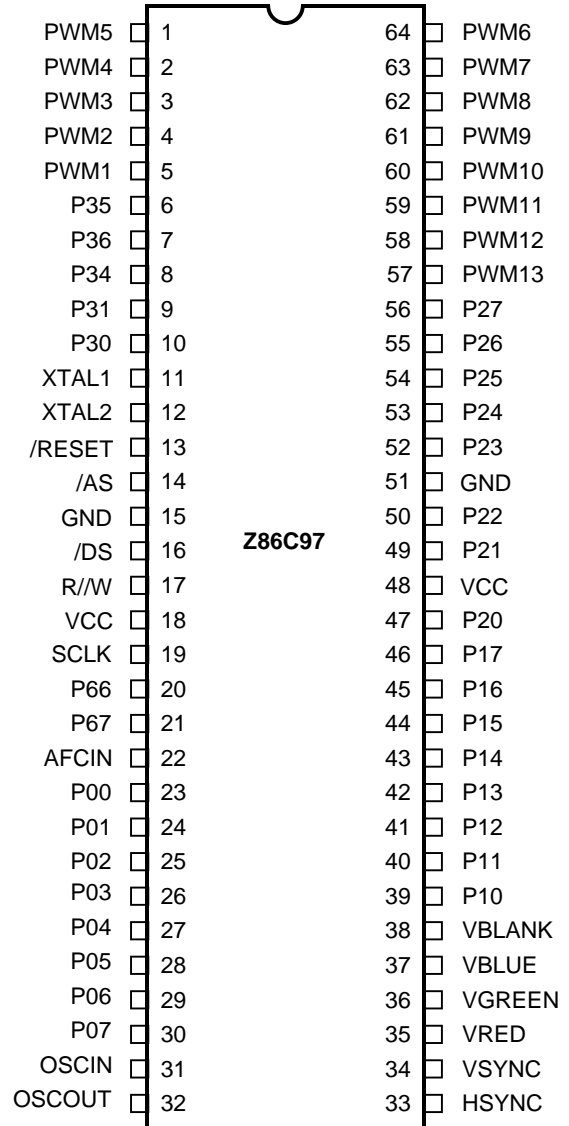 PWM5 1 64 PWM6
PWM4 2 63 PWM7
PWM3 3 62 PWM8
PWM2 4 61 PWM9
PWM1 5 60 PWM10
P35 6 59 PWM11
P36 7 58 PWM12
P34 8 57 PWM13
P31 9 56 P27
P30 10 55 P26
XTAL1 11 54 P25
XTAL2 12 53 P24
/RESET 13 52 P23
/AS 14 51 GND
GND 15 50 P22
Z86C97
/DS 16 49 P21
R//W 17 48 VCC
VCC 18 47 P20
SCLK 19 46 P17
P66 20 45 P16
P67 21 44 P15
AFCIN 22 43 P14
P00 23 42 P13
P01 24 41 P12
P02 25 40 P11
P03 26 39 P10
P04 27 38 VBLANK
P05 28 37 VBLUE
P06 29 36 VGREEN
P07 30 35 VRED
OSCIN 31 34 VSYNC
OSCOUT 32 33 HSYNC